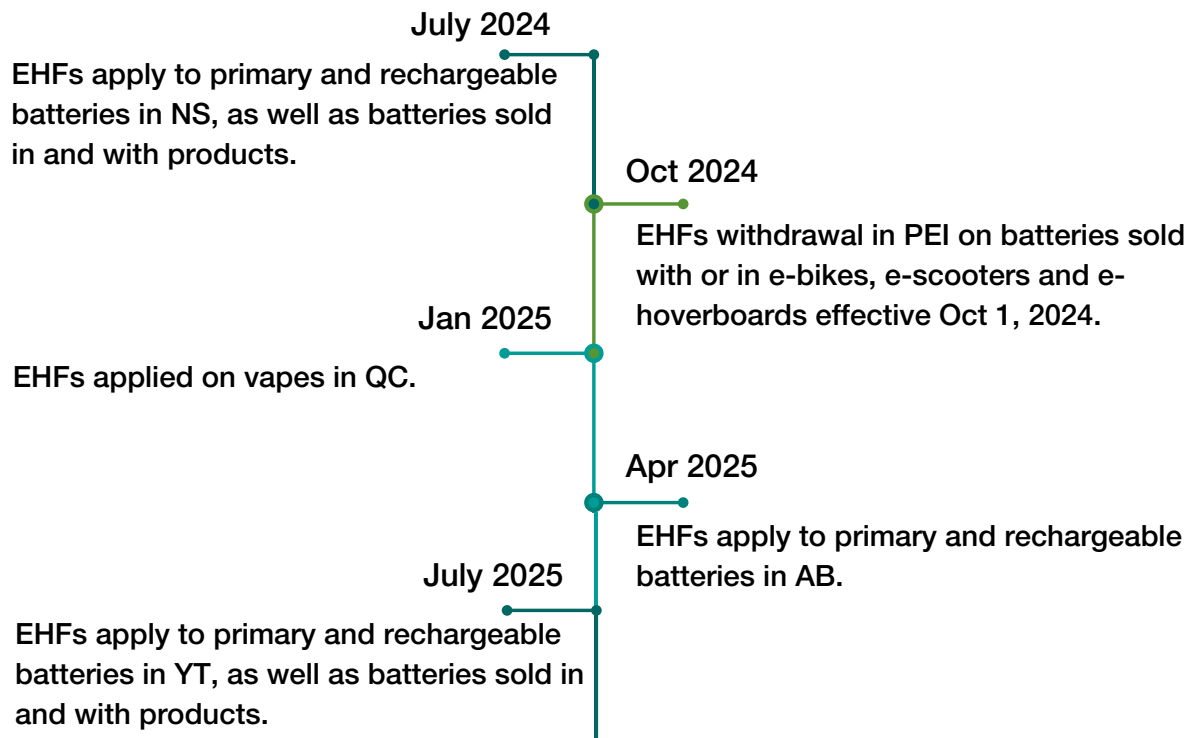 July 2024
EHFs apply to primary and rechargeable
batteries in NS, as well as batteries sold
in and with products.
Oct 2024
EHFs withdrawal in PEI on batteries sold
with or in e-bikes, e-scooters and e-
hoverboards effective Oct 1, 2024.
Jan 2025
EHFs applied on vapes in QC.
Apr 2025
EHFs apply to primary and rechargeable
batteries in AB.
July 2025
EHFs apply to primary and rechargeable
batteries in YT, as well as batteries sold in
and with products.